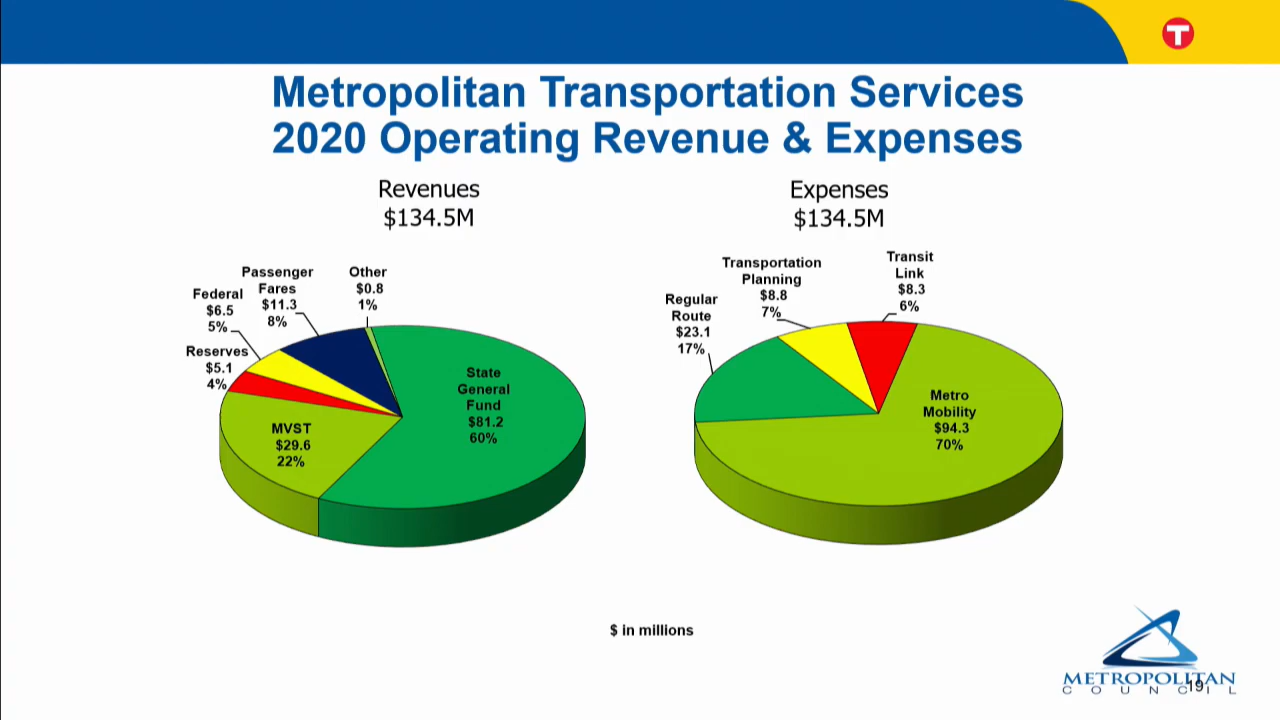 T
Metropolitan Transportation Services
2020 Operating Revenue & Expenses
Revenues
$134.5M
Other
$0.8
1%
Passenger
Fares
$11.3
8%
Federal
$6.5
5%
Reserves
$5.1
4%
MVST
$29.6
22%
State
General
Fund
$81.2
60%
Expenses
$134.5M
Transit
Link
$8.3
6%
Transportation
Planning
$8.8
7%
Regular
Route
$23.1
17%
Metro
Mobility
$94.3
70%
$ in millions
METROPOLITAN
COUNCIL
19